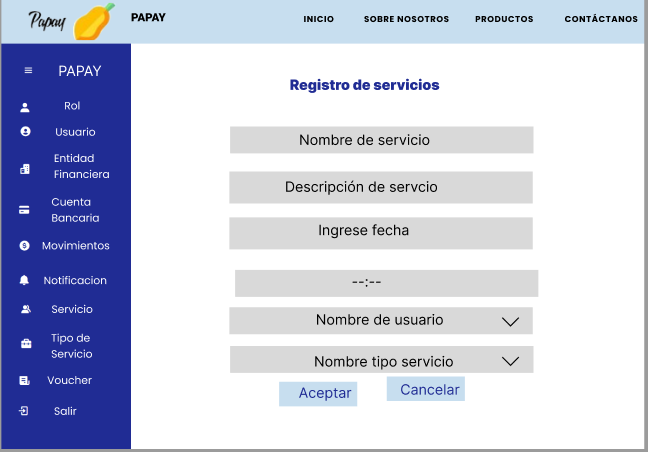 Papay
PAPAY
INICIO
SOBRE NOSOTROS
PRODUCTOS
CONTÁCTANOS
PAPAY
Rol
Usuario
Entidad
Financiera
Cuenta
Bancaria
Movimientos
Notificacion
Servicio
Tipo de
Servicio
Voucher
Salir
Registro de servicios
Nombre de servicio
Descripción de servcio
Ingrese fecha
--:--
Nombre de usuario
Nombre tipo servicio
Aceptar
Cancelar